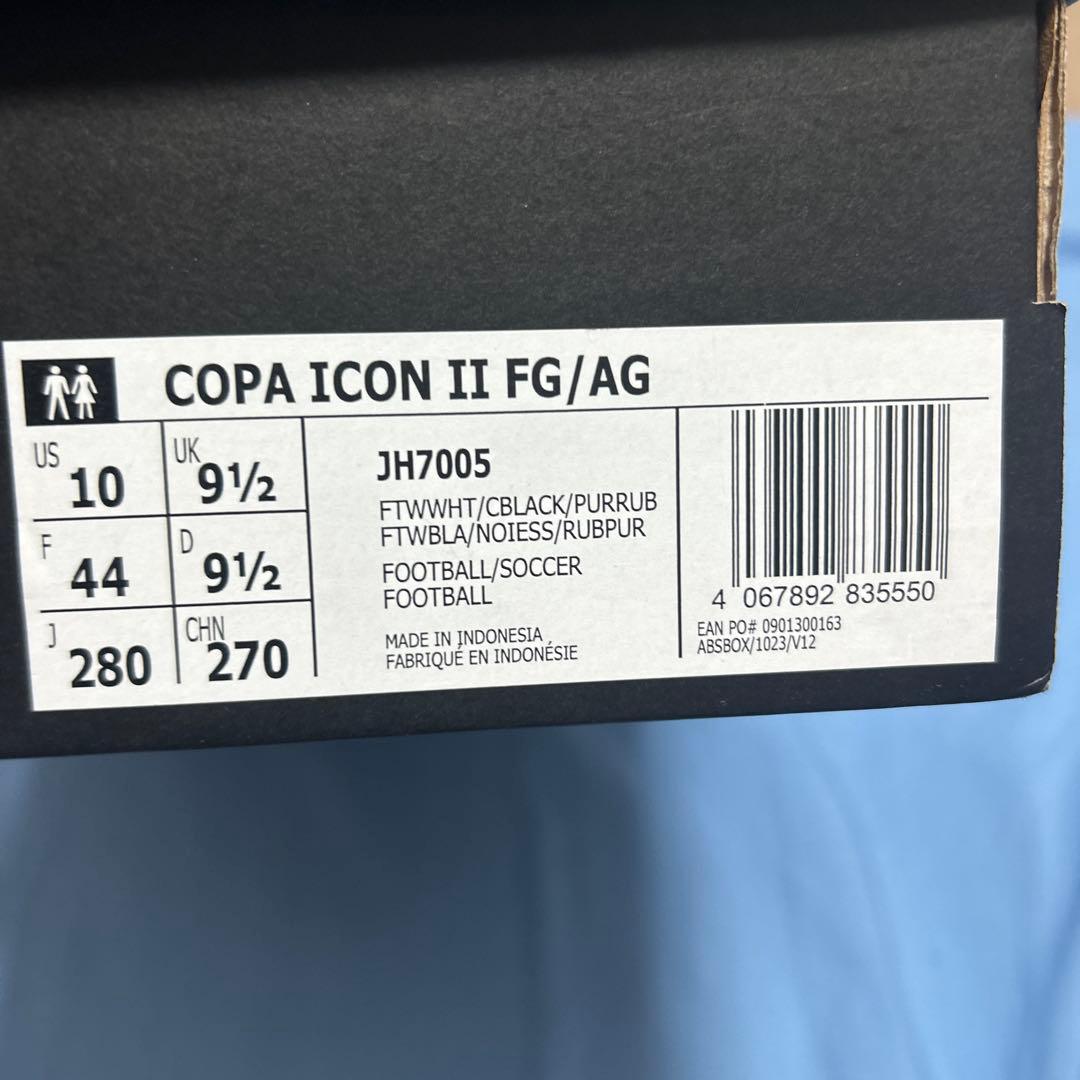 COPA ICON II FG/AG
US 10 UK 9½
F 44 D 9½
J 280 CHN 270
JH7005
FTWWHT/CBLACK/PURRUB
FTWBLA/NOIESS/RUBPUR
FOOTBALL/SOCCER
FOOTBALL
MADE IN INDONESIA
FABRIQUÉ EN INDONÉSIE
4 067892 835550
EAN PO# 0901300163
ABSBOX/1023/V12